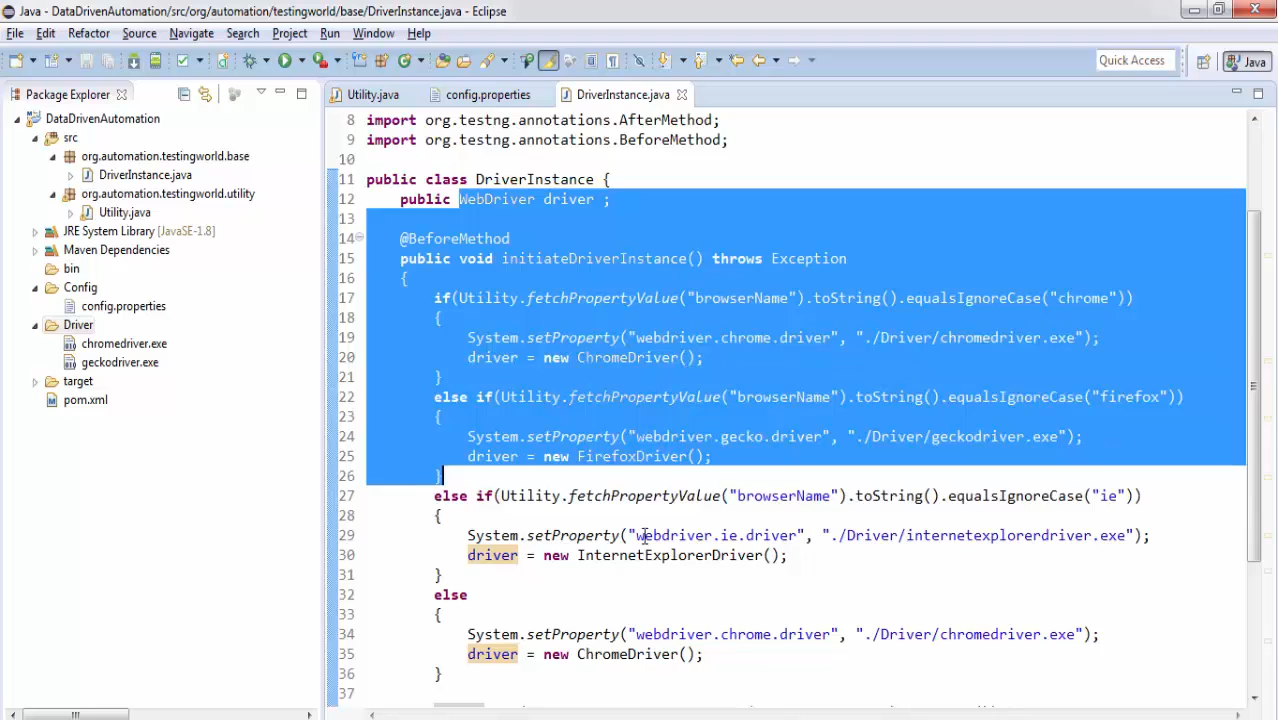 Java - DataDrivenAutomation/src/org/automation/testingworld/base/DriverInstance.java - Eclipse
File Edit Refactor Source Navigate Search Project Run Window Help
Quick Access
Java
Package Explorer
Utility.java
config.properties
DriverInstance.java
DataDrivenAutomation
src
org.automation.testingworld.base
DriverInstance.java
org.automation.testingworld.utility
Utility.java
JRE System Library [JavaSE-1.8]
Maven Dependencies
bin
Config
config.properties
Driver
chromedriver.exe
geckodriver.exe
target
pom.xml
8 import org.testng.annotations.AfterMethod;
9 import org.testng.annotations.BeforeMethod;
10
11 public class DriverInstance {
12 public WebDriver driver ;
13
14 @BeforeMethod
15 public void initiateDriverInstance() throws Exception
16 {
17 if(Utility.fetchPropertyValue("browserName").toString().equalsIgnoreCase("chrome"))
18 {
19 System.setProperty("webdriver.chrome.driver", "./Driver/chromedriver.exe");
20 driver = new ChromeDriver();
21 }
22 else if(Utility.fetchPropertyValue("browserName").toString().equalsIgnoreCase("firefox"))
23 {
24 System.setProperty("webdriver.gecko.driver", "./Driver/geckodriver.exe");
25 driver = new FirefoxDriver();
26 }
27 else if(Utility.fetchPropertyValue("browserName").toString().equalsIgnoreCase("ie"))
28 {
29 System.setProperty("webdriver.ie.driver", "./Driver/internetexplorerdriver.exe");
30 driver = new InternetExplorerDriver();
31 }
32 else
33 {
34 System.setProperty("webdriver.chrome.driver", "./Driver/chromedriver.exe");
35 driver = new ChromeDriver();
36 }
37